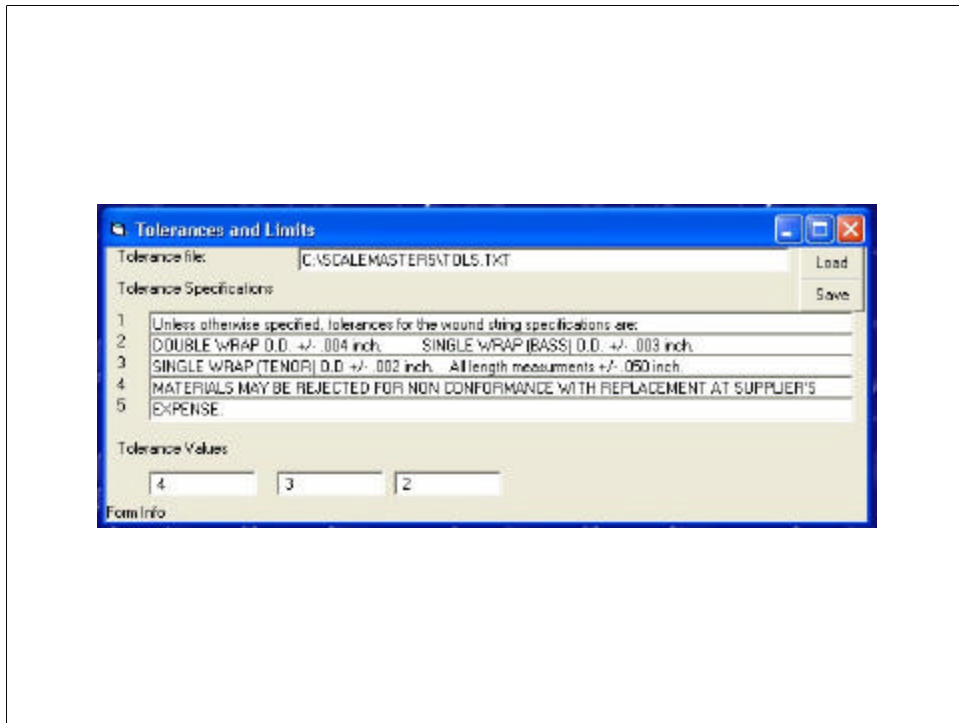 Tolerances and Limits
Tolerance file: C:\SCALEMASTER5\TOLS.TXT Load
Tolerance Specifications Save
1 Unless otherwise specified, tolerances for the wound string specifications are:
2 DOUBLE WRAP O.D. +/- .004 inch. SINGLE WRAP (BASS) O.D. +/- .003 inch.
3 SINGLE WRAP (TENOR) O.D +/- .002 inch. All length measurments +/- .050 inch.
4 MATERIALS MAY BE REJECTED FOR NON CONFORMANCE WITH REPLACEMENT AT SUPPLIER'S
5 EXPENSE.
Tolerance Values
4 3 2
Form Info